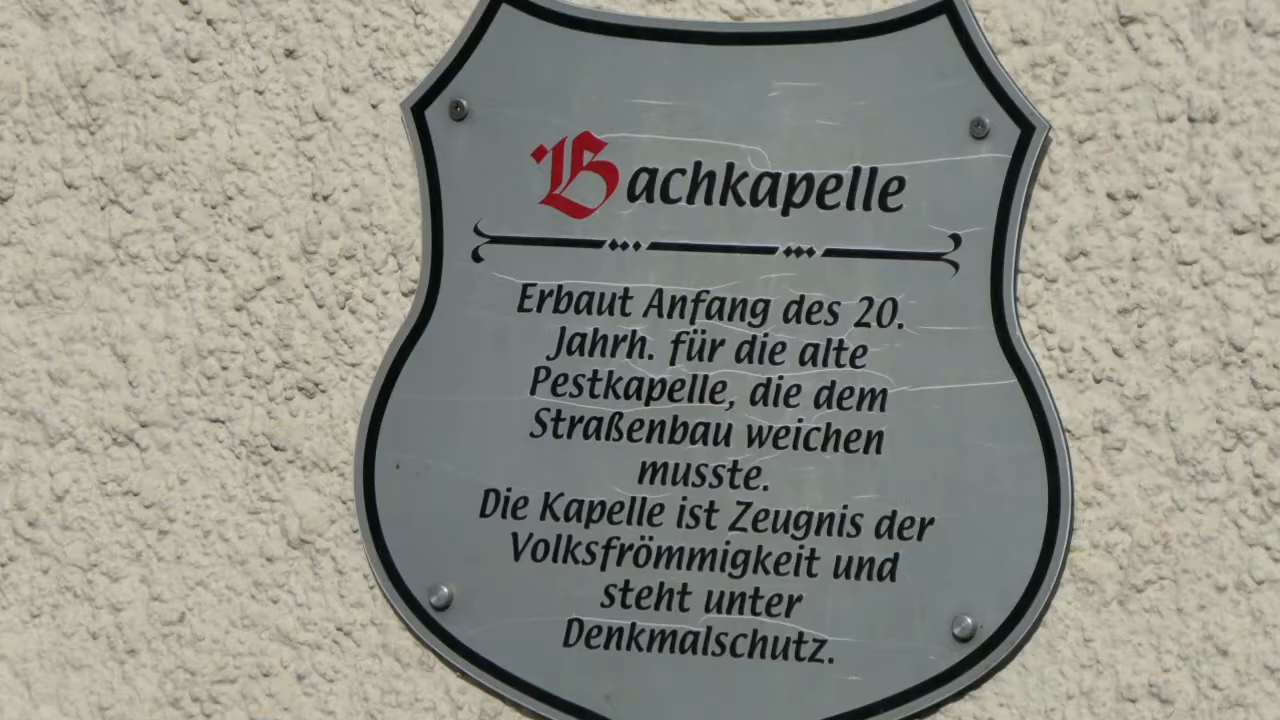 Bachkapelle
Erbaut Anfang des 20.
Jahrh. für die alte
Pestkapelle, die dem
Straßenbau weichen
musste.
Die Kapelle ist Zeugnis der
Volksfrömmigkeit und
steht unter
Denkmalschutz.